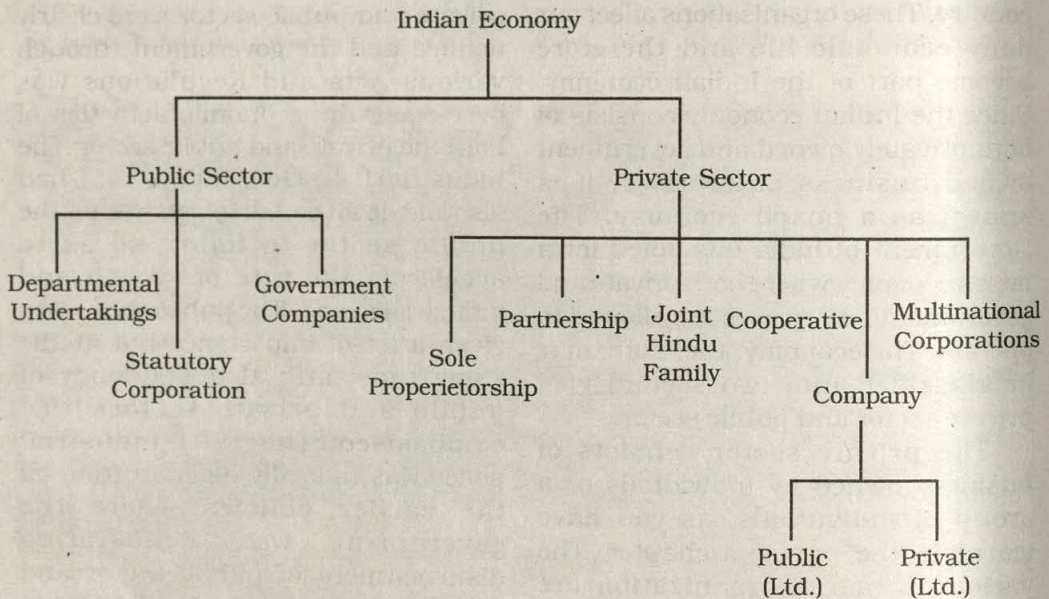 Indian Economy
Public Sector
Private Sector
Departmental
Undertakings
Statutory
Corporation
Government
Companies
Sole
Properietorship
Partnership
Joint
Hindu
Family
Cooperative
Company
Multinational
Corporations
Public
(Ltd.)
Private
(Ltd.)